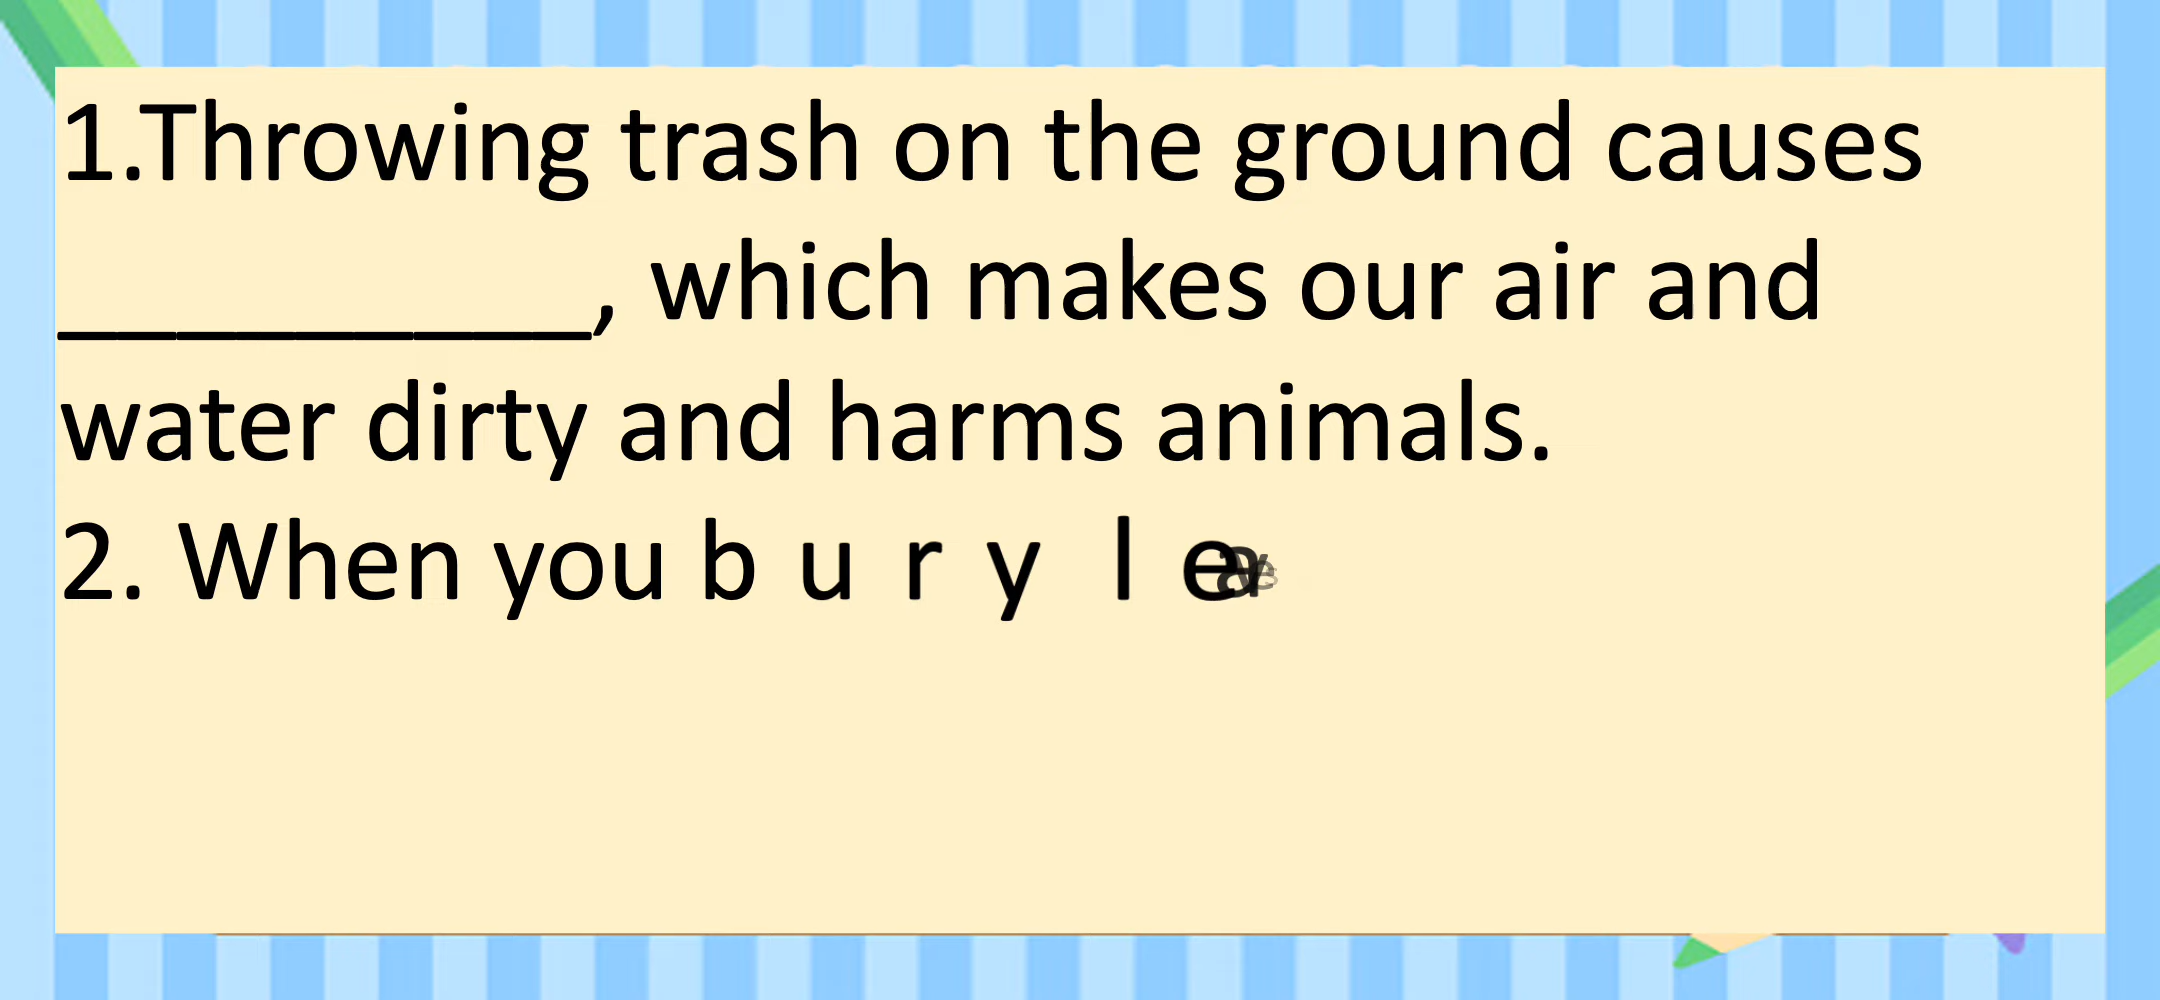 1.Throwing trash on the ground causes
__________, which makes our air and
water dirty and harms animals.
2. When you bury